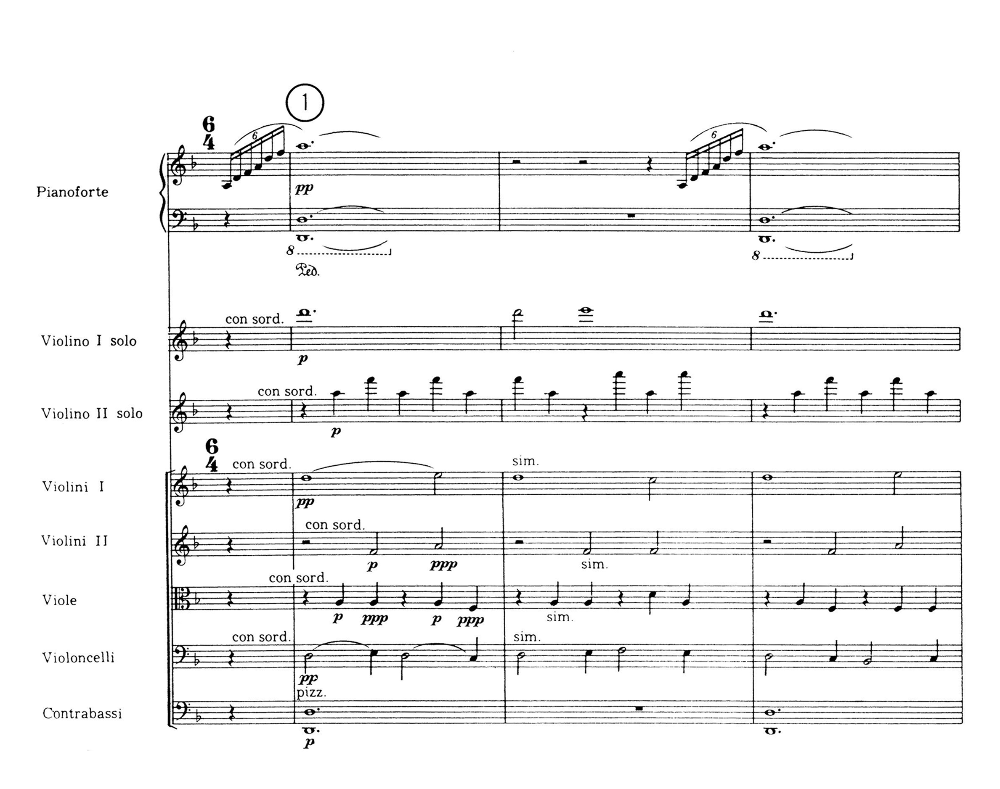 1
6
4
6
6
Pianoforte
pp
8
8
Ped.
con sord.
Violino I solo
p
con sord.
Violino II solo
p
6
4
con sord.
sim.
Violini I
pp
con sord.
Violini II
p ppp sim.
con sord.
Viole
p ppp p ppp sim.
con sord. sim.
Violoncelli
pp
pizz.
Contrabassi
p